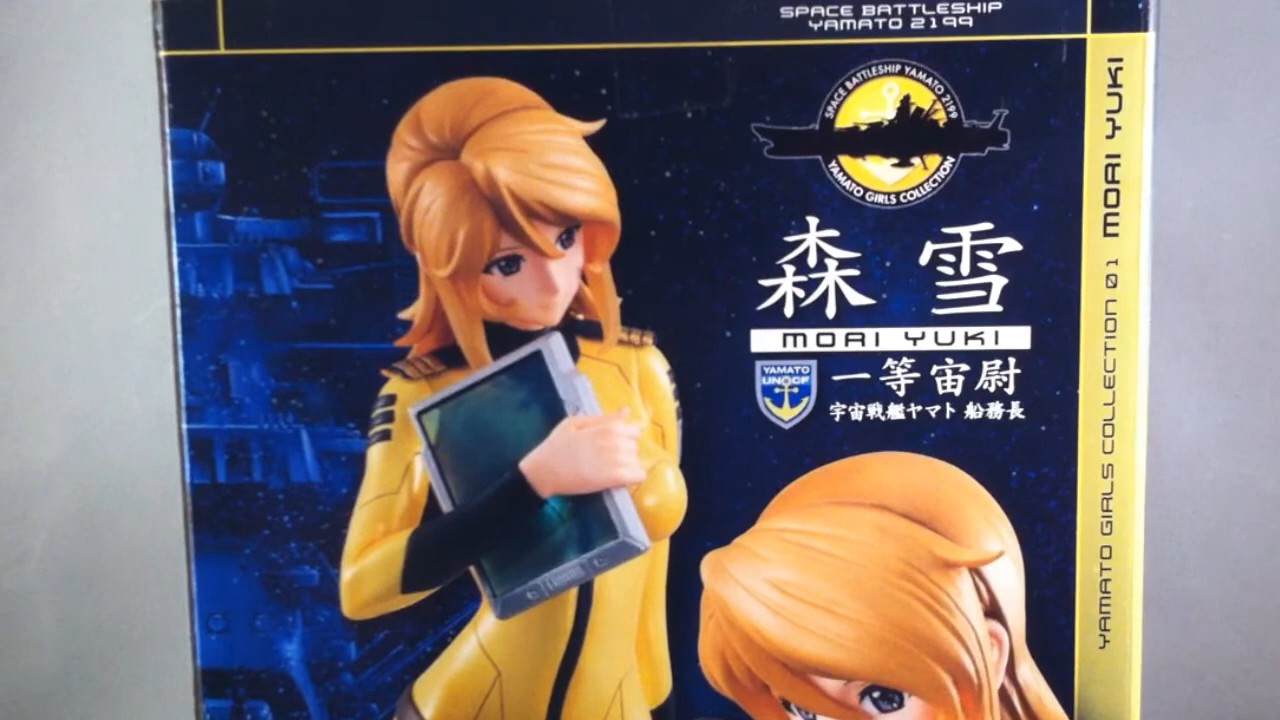 SPACE BATTLESHIP
YAMATO 2199
SPACE BATTLESHIP YAMATO 2199
YAMATO GIRLS COLLECTION
森 雪
MORI YUKI
YAMATO
UNCF
一等宙尉
宇宙戦艦ヤマト 船務長
YAMATO GIRLS COLLECTION 01 MORI YUKI